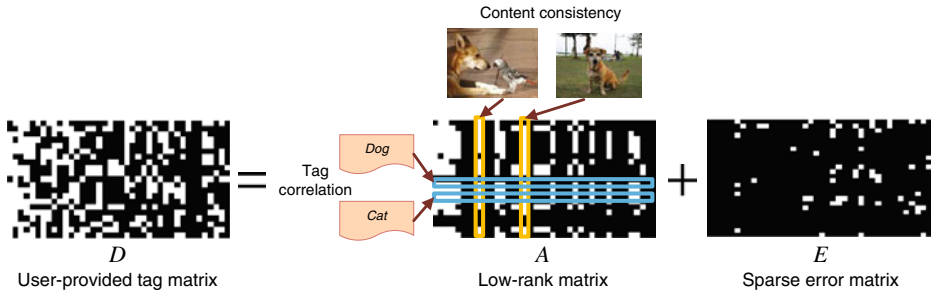 Content consistency
Dog
Tag
correlation
Cat
=
+
D
A
E
User-provided tag matrix
Low-rank matrix
Sparse error matrix